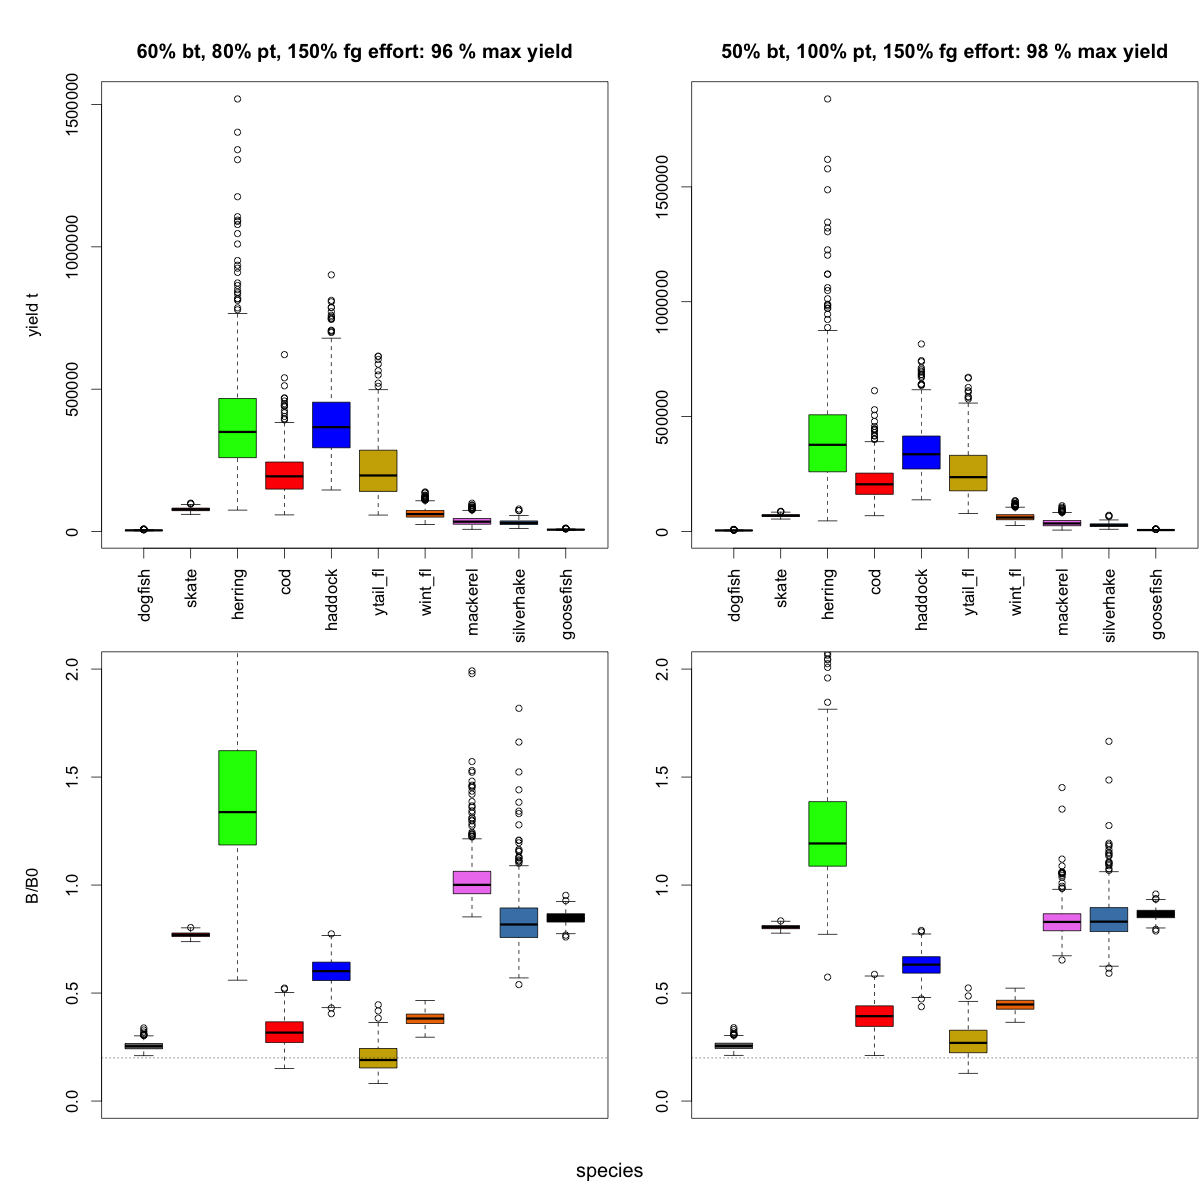 60% bt, 80% pt, 150% fg effort: 96 % max yield
50% bt, 100% pt, 150% fg effort: 98 % max yield
yield t
1500000
1000000
500000
0
1500000
1000000
500000
0
dogfish
skate
herring
cod
haddock
ytail_fl
wint_fl
mackerel
silverhake
goosefish
dogfish
skate
herring
cod
haddock
ytail_fl
wint_fl
mackerel
silverhake
goosefish
B/B0
2.0
1.5
1.0
0.5
0.0
2.0
1.5
1.0
0.5
0.0
species